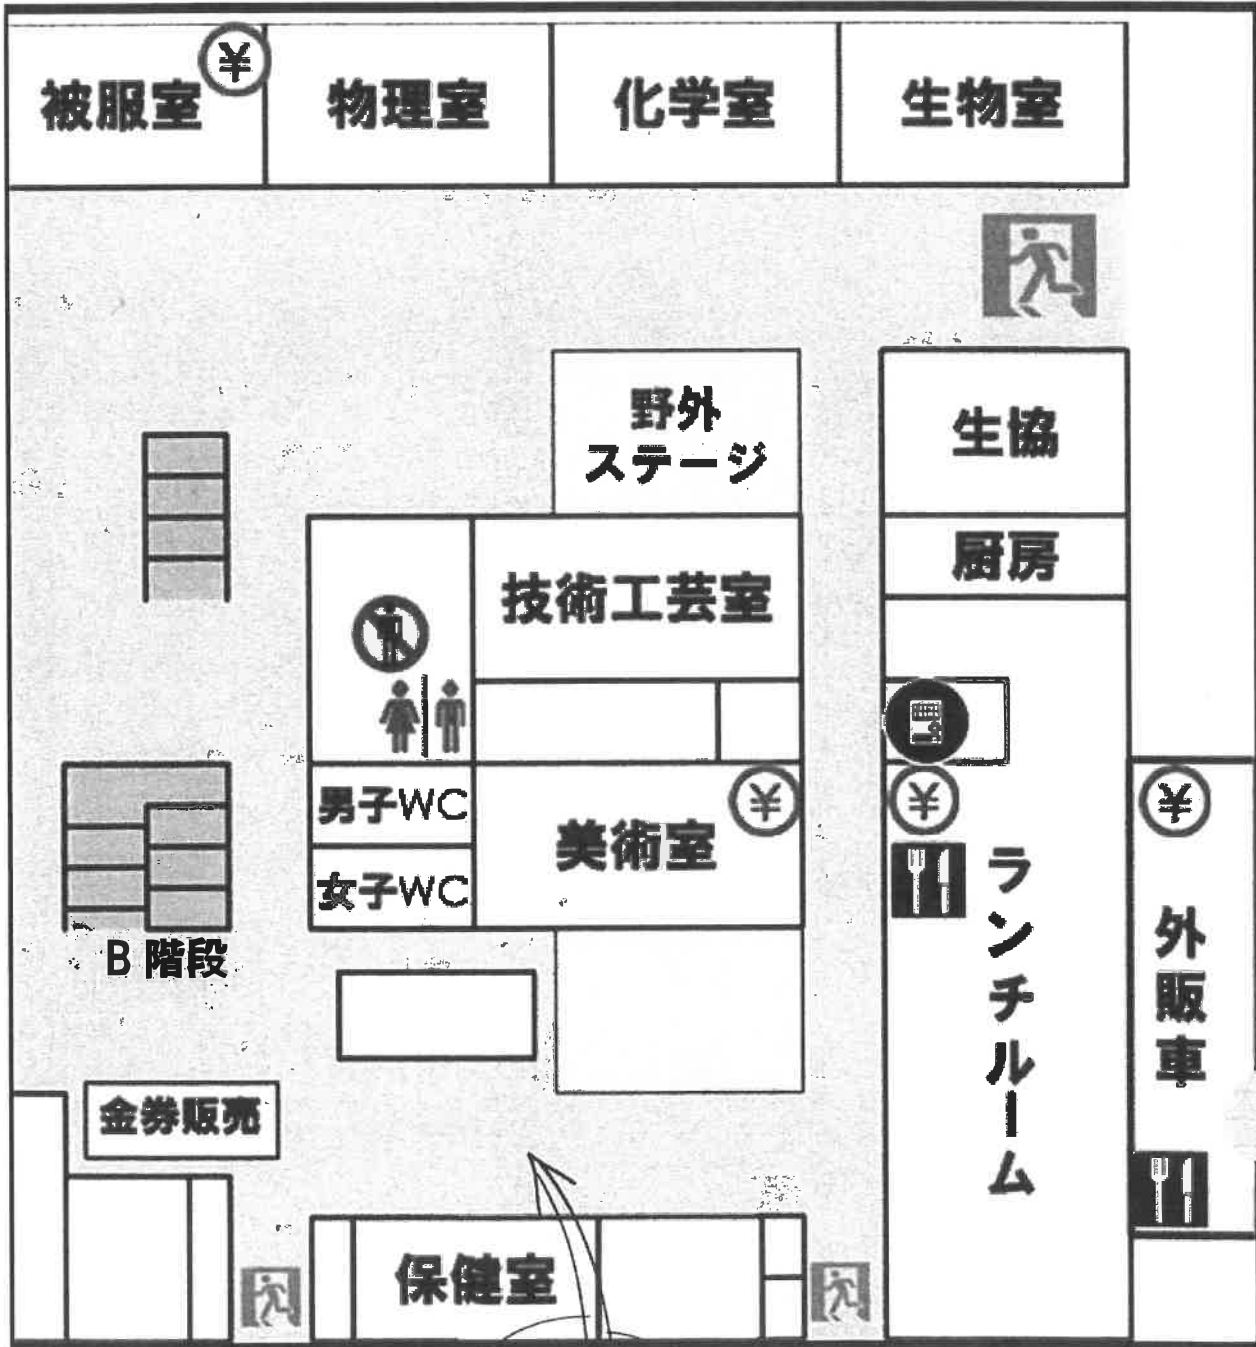 被服室
¥
物理室
化学室
生物室
野外
ステージ
生協
厨房
技術工芸室
男子WC
女子WC
美術室
¥
¥
ランチルーム
¥
外販車
B 階段
金券販売
保健室